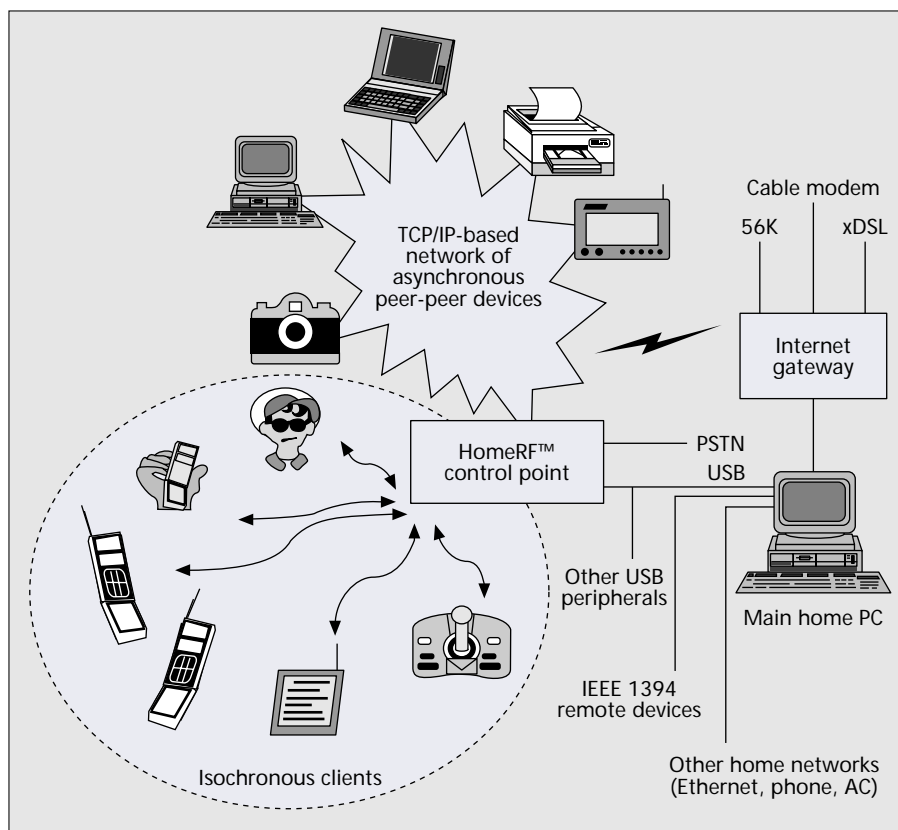 TCP/IP-based
network of
asynchronous
peer-peer devices
Cable modem
56K
xDSL
Internet
gateway
HomeRF™
control point
PSTN
USB
Other USB
peripherals
Main home PC
IEEE 1394
remote devices
Isochronous clients
Other home networks
(Ethernet, phone, AC)